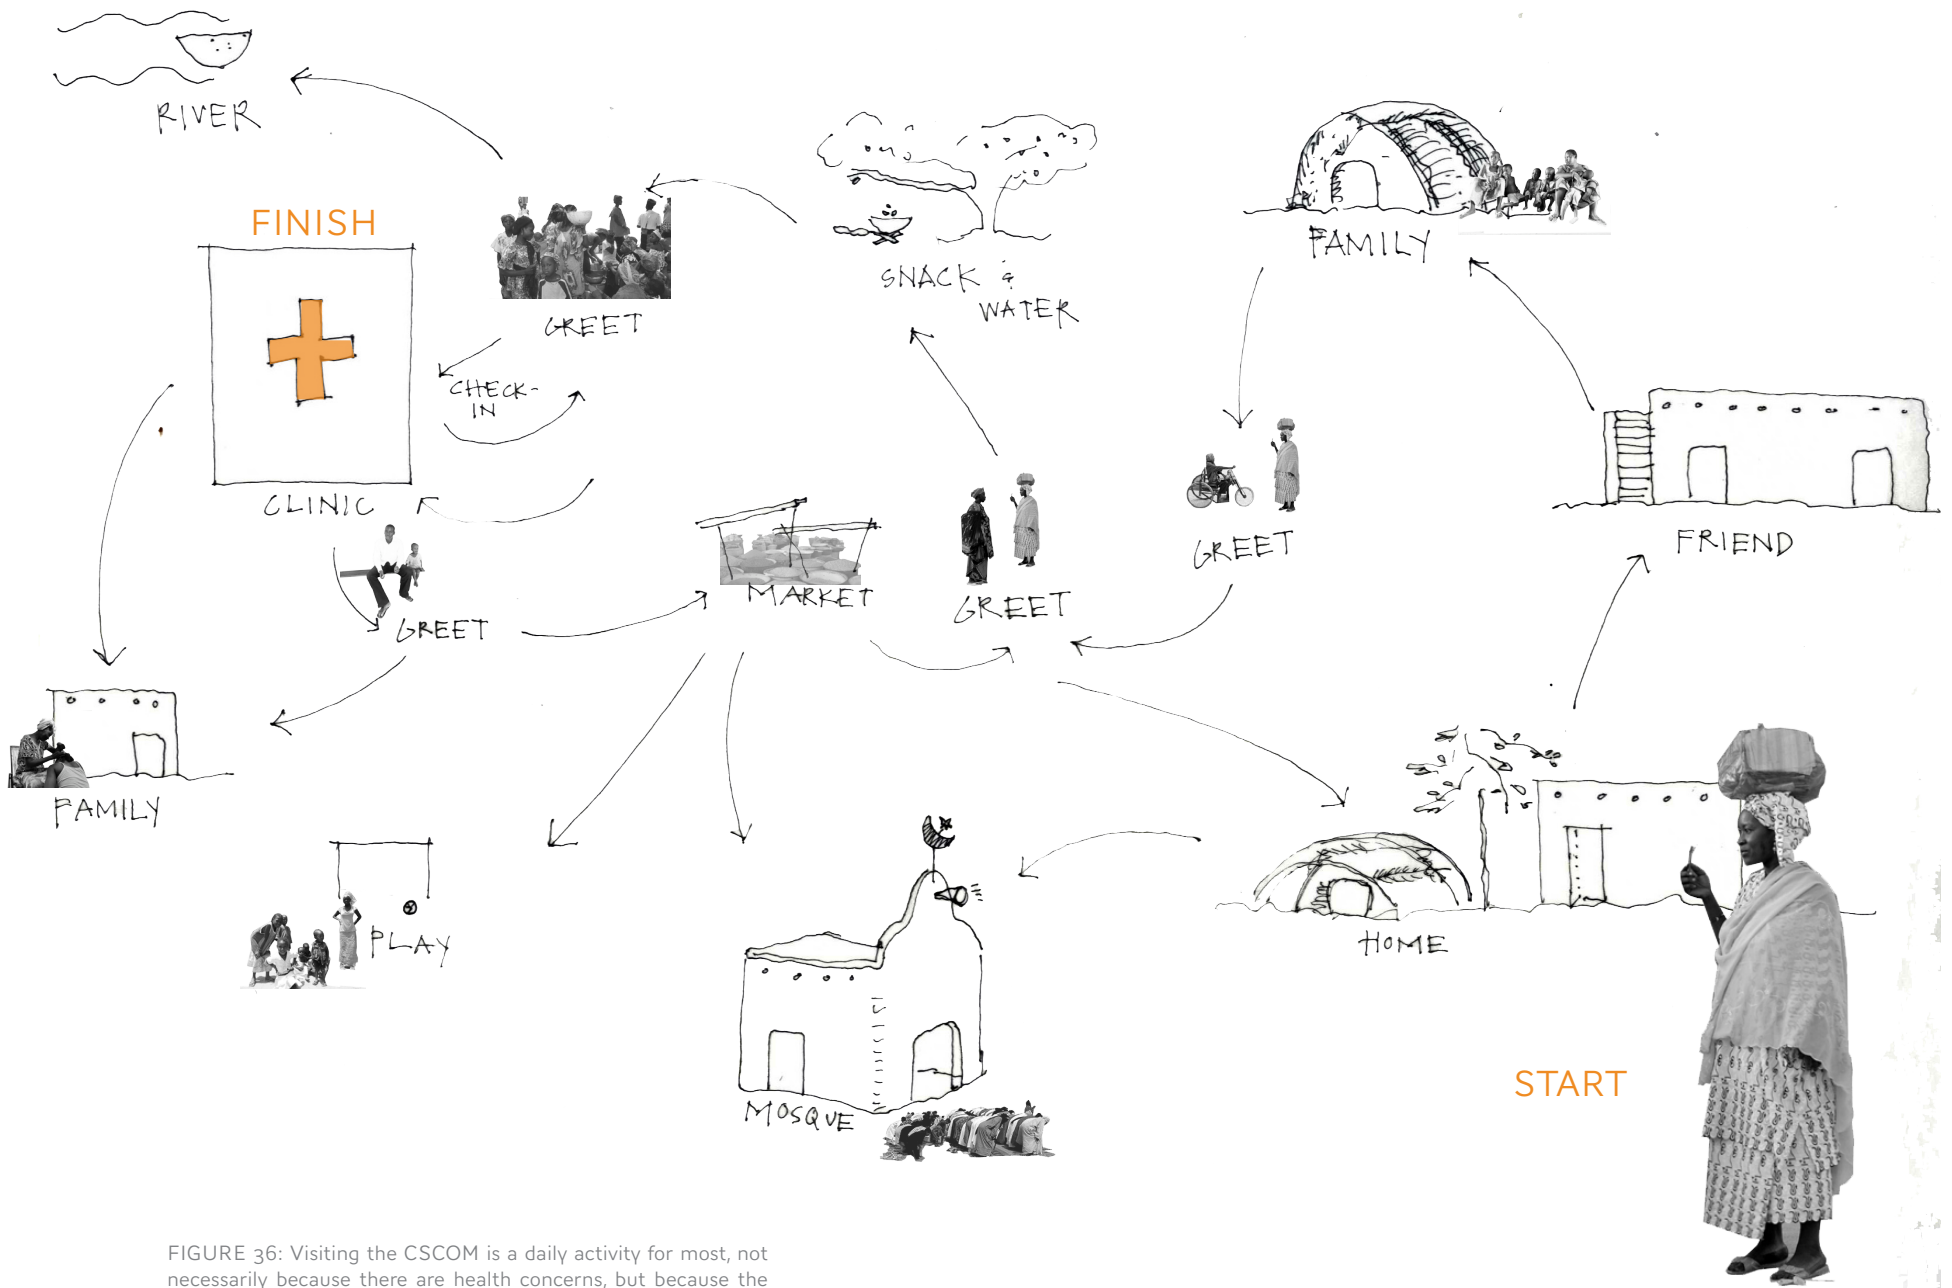 RIVER
FINISH
GREET
SNACK &
WATER
FAMILY
CHECK-
IN
CLINIC
GREET
MARKET
GREET
GREET
FRIEND
FAMILY
PLAY
MOSQUE
HOME
START
FIGURE 36: Visiting the CSCOM is a daily activity for most, not
necessarily because there are health concerns, but because the